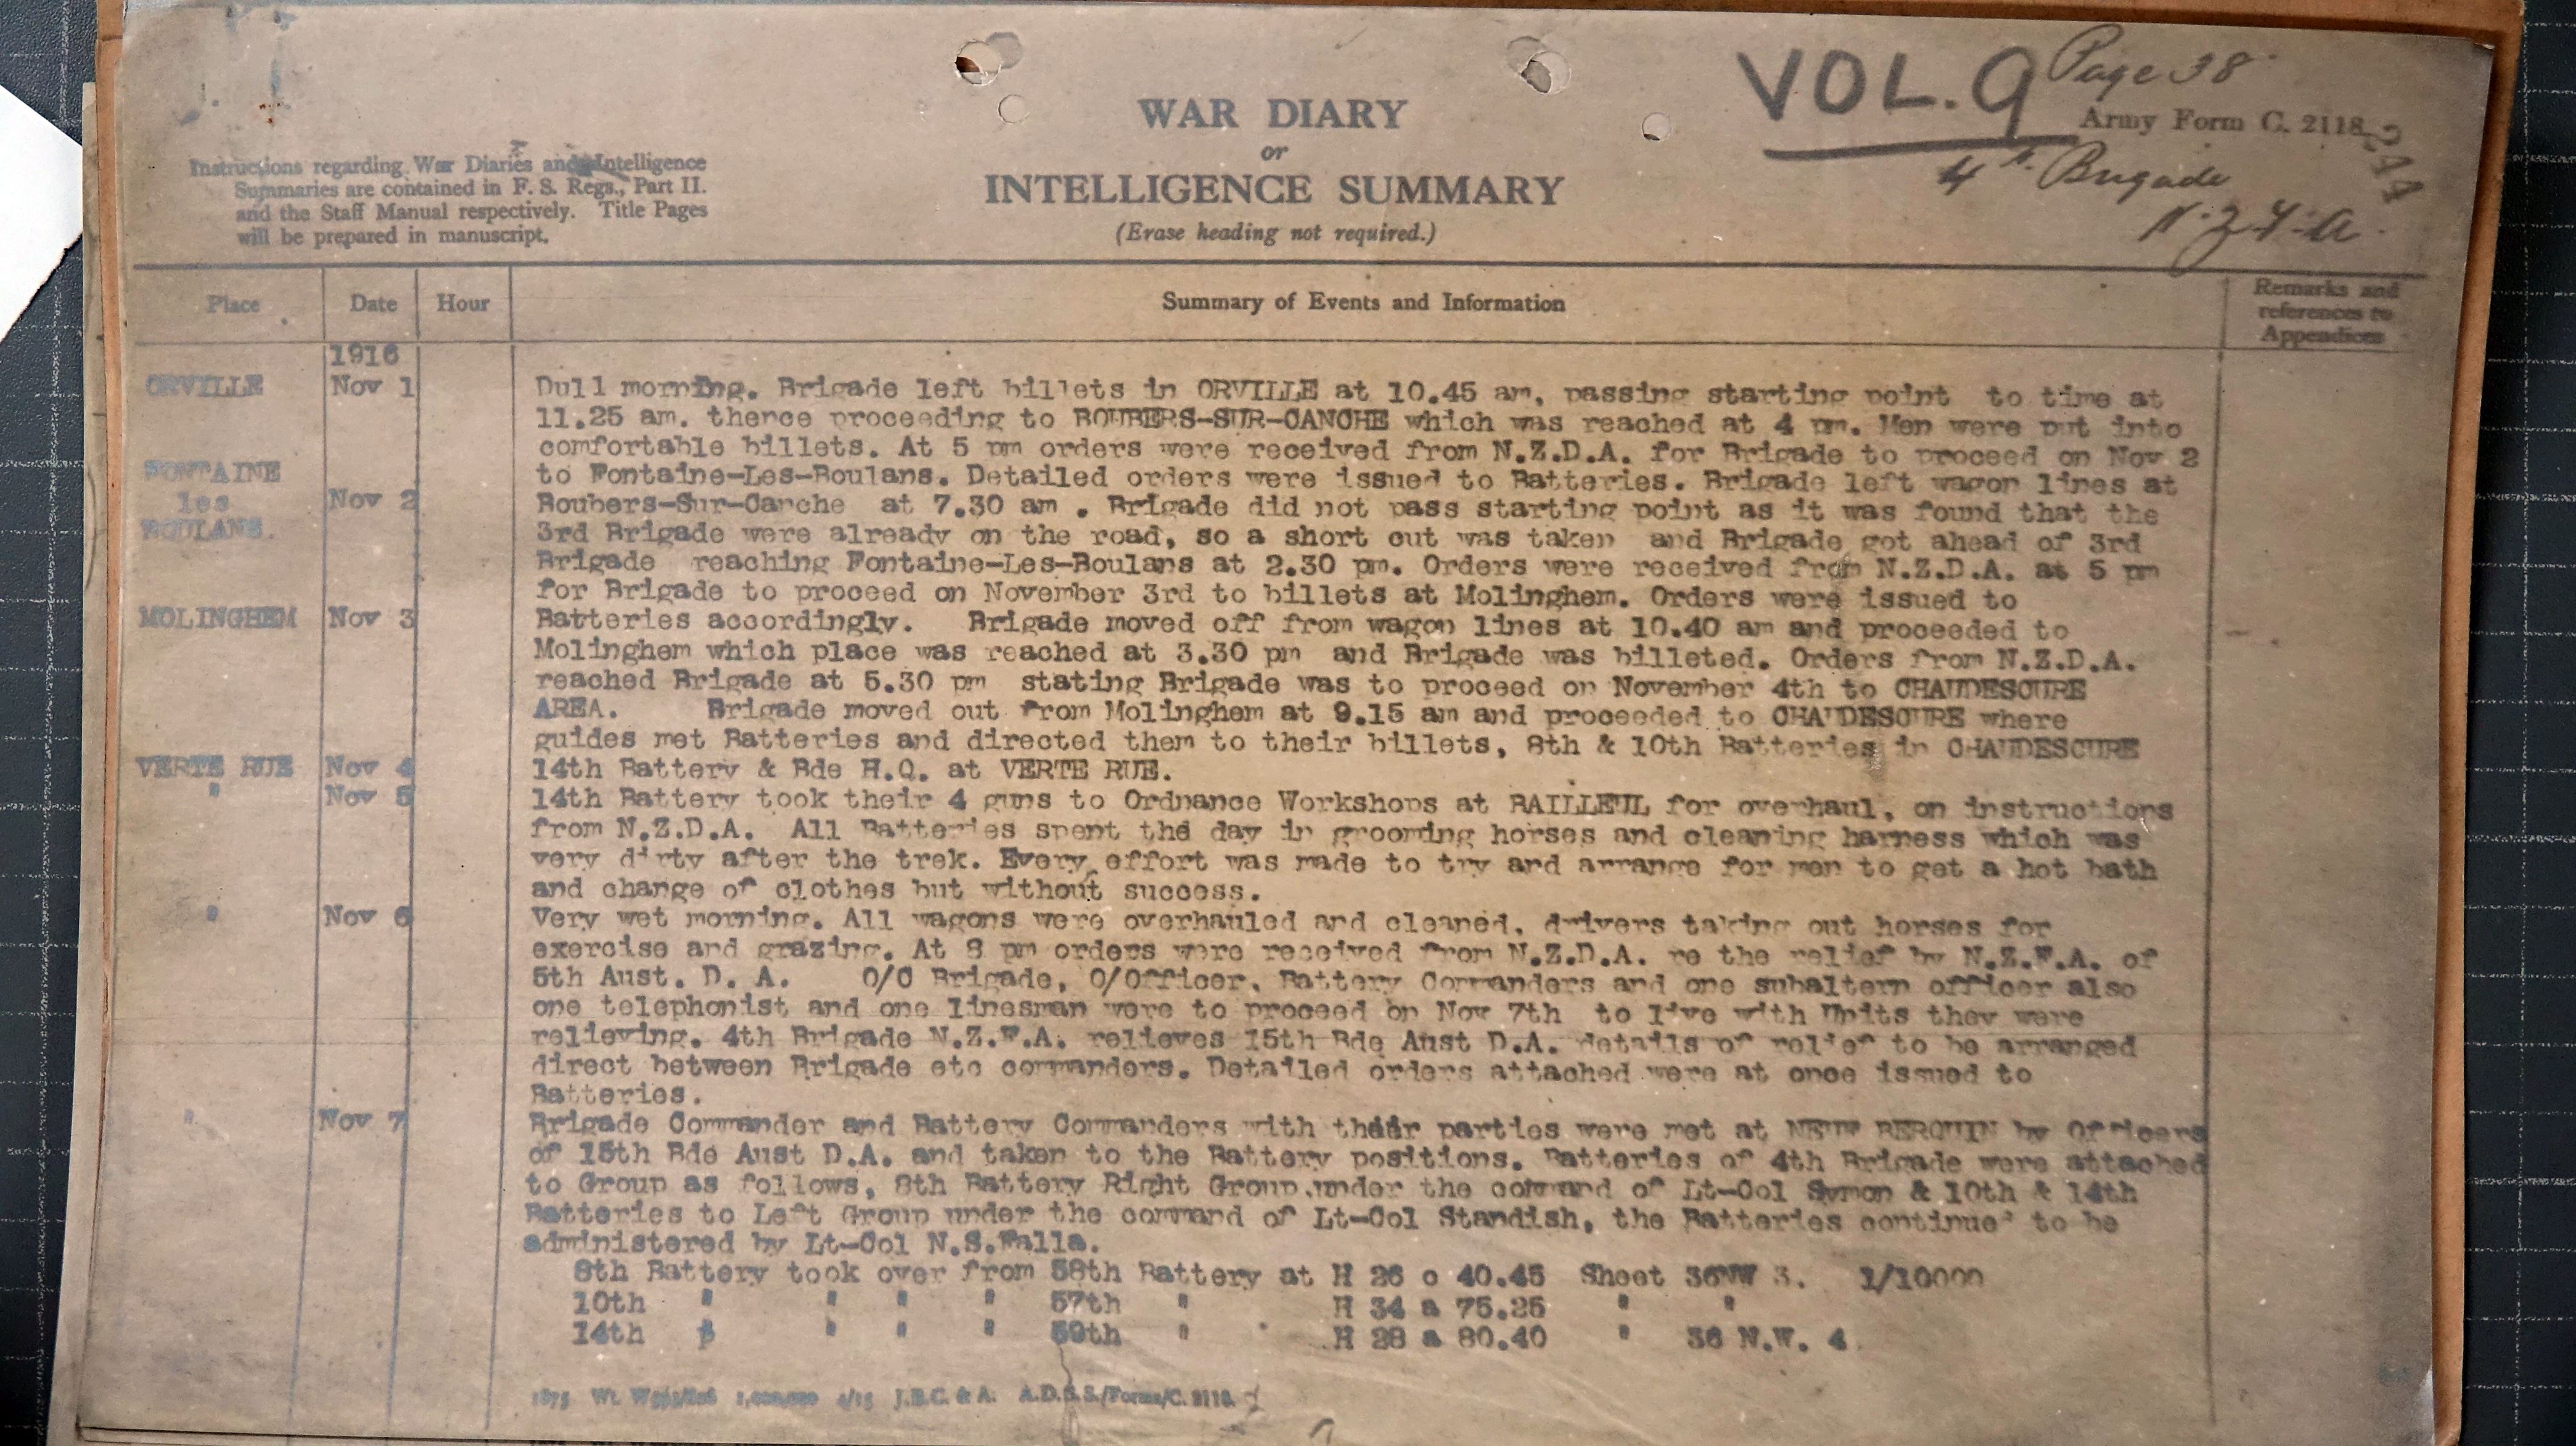 VOL. 9
Page 38
WAR DIARY
or
INTELLIGENCE SUMMARY
(Erase heading not required.)
Army Form C. 2118
244
4th Brigade
N.Z.F.A.
Instructions regarding War Diaries and Intelligence
Summaries are contained in F. S. Regs., Part II.
and the Staff Manual respectively. Title Pages
will be prepared in manuscript.
Place Date Hour Summary of Events and Information Remarks and references to Appendices
1916
ORVILLE Nov 1 Dull morning. Brigade left billets in ORVILLE at 10.45 am, passing starting point to time at
11.25 am. thence proceeding to BOUBERS-SUR-CANCHE which was reached at 4 pm. Men were put into
comfortable billets. At 5 pm orders were received from N.Z.D.A. for Brigade to proceed on Nov 2
FONTAINE to Fontaine-Les-Boulans. Detailed orders were issued to Batteries. Brigade left wagon lines at
les Nov 2 Boubers-Sur-Canche at 7.30 am . Brigade did not pass starting point as it was found that the
BOULANS. 3rd Brigade were already on the road, so a short cut was taken and Brigade got ahead of 3rd
Brigade reaching Fontaine-Les-Boulans at 2.30 pm. Orders were received from N.Z.D.A. at 5 pm
for Brigade to proceed on November 3rd to billets at Molinghem. Orders were issued to
MOLINGHEM Nov 3 Batteries accordingly. Brigade moved off from wagon lines at 10.40 am and proceeded to
Molinghem which place was reached at 3.30 pm and Brigade was billeted. Orders from N.Z.D.A.
reached Brigade at 5.30 pm stating Brigade was to proceed on November 4th to CHAUDESCURE
AREA. Brigade moved out from Molinghem at 9.15 am and proceeded to CHAUDESCURE where
guides met Batteries and directed them to their billets, 8th & 10th Batteries in CHAUDESCURE
VERTE RUE Nov 4 14th Battery & Bde H.Q. at VERTE RUE.
" Nov 5 14th Battery took their 4 guns to Ordnance Workshops at BAILLEUL for overhaul, on instructions
from N.Z.D.A. All Batteries spent the day in grooming horses and cleaning harness which was
very dirty after the trek. Every effort was made to try and arrange for men to get a hot bath
and change of clothes but without success.
" Nov 6 Very wet morning. All wagons were overhauled and cleaned, drivers taking out horses for
exercise and grazing. At 8 pm orders were received from N.Z.D.A. re the relief by N.Z.F.A. of
5th Aust. D. A. O/C Brigade, O/Officer, Battery Commanders and one subaltern officer also
one telephonist and one linesman were to proceed on Nov 7th to live with Units they were
relieving. 4th Brigade N.Z.F.A. relieves 15th Bde Aust D.A. details of relief to be arranged
direct between Brigade etc commanders. Detailed orders attached were at once issued to
Batteries.
" Nov 7 Brigade Commander and Battery Commanders with their parties were met at NEUF BERQUIN by Officers
of 15th Bde Aust D.A. and taken to the Battery positions. Batteries of 4th Brigade were attached
to Group as follows, 8th Battery Right Group,under the command of Lt-Col Symon & 10th & 14th
Batteries to Left Group under the command of Lt-Col Standish, the Batteries continued to be
administered by Lt-Col N.S.Falla.
8th Battery took over from 58th Battery at H 26 c 40.45 Sheet 36NW 3. 1/10000
10th " " " " 57th " H 34 a 75.25 " "
14th " " " " 59th " H 28 a 80.40 " 36 N.W. 4
J.B.C. & A. A.D.S.S./Forms/C. 2118.